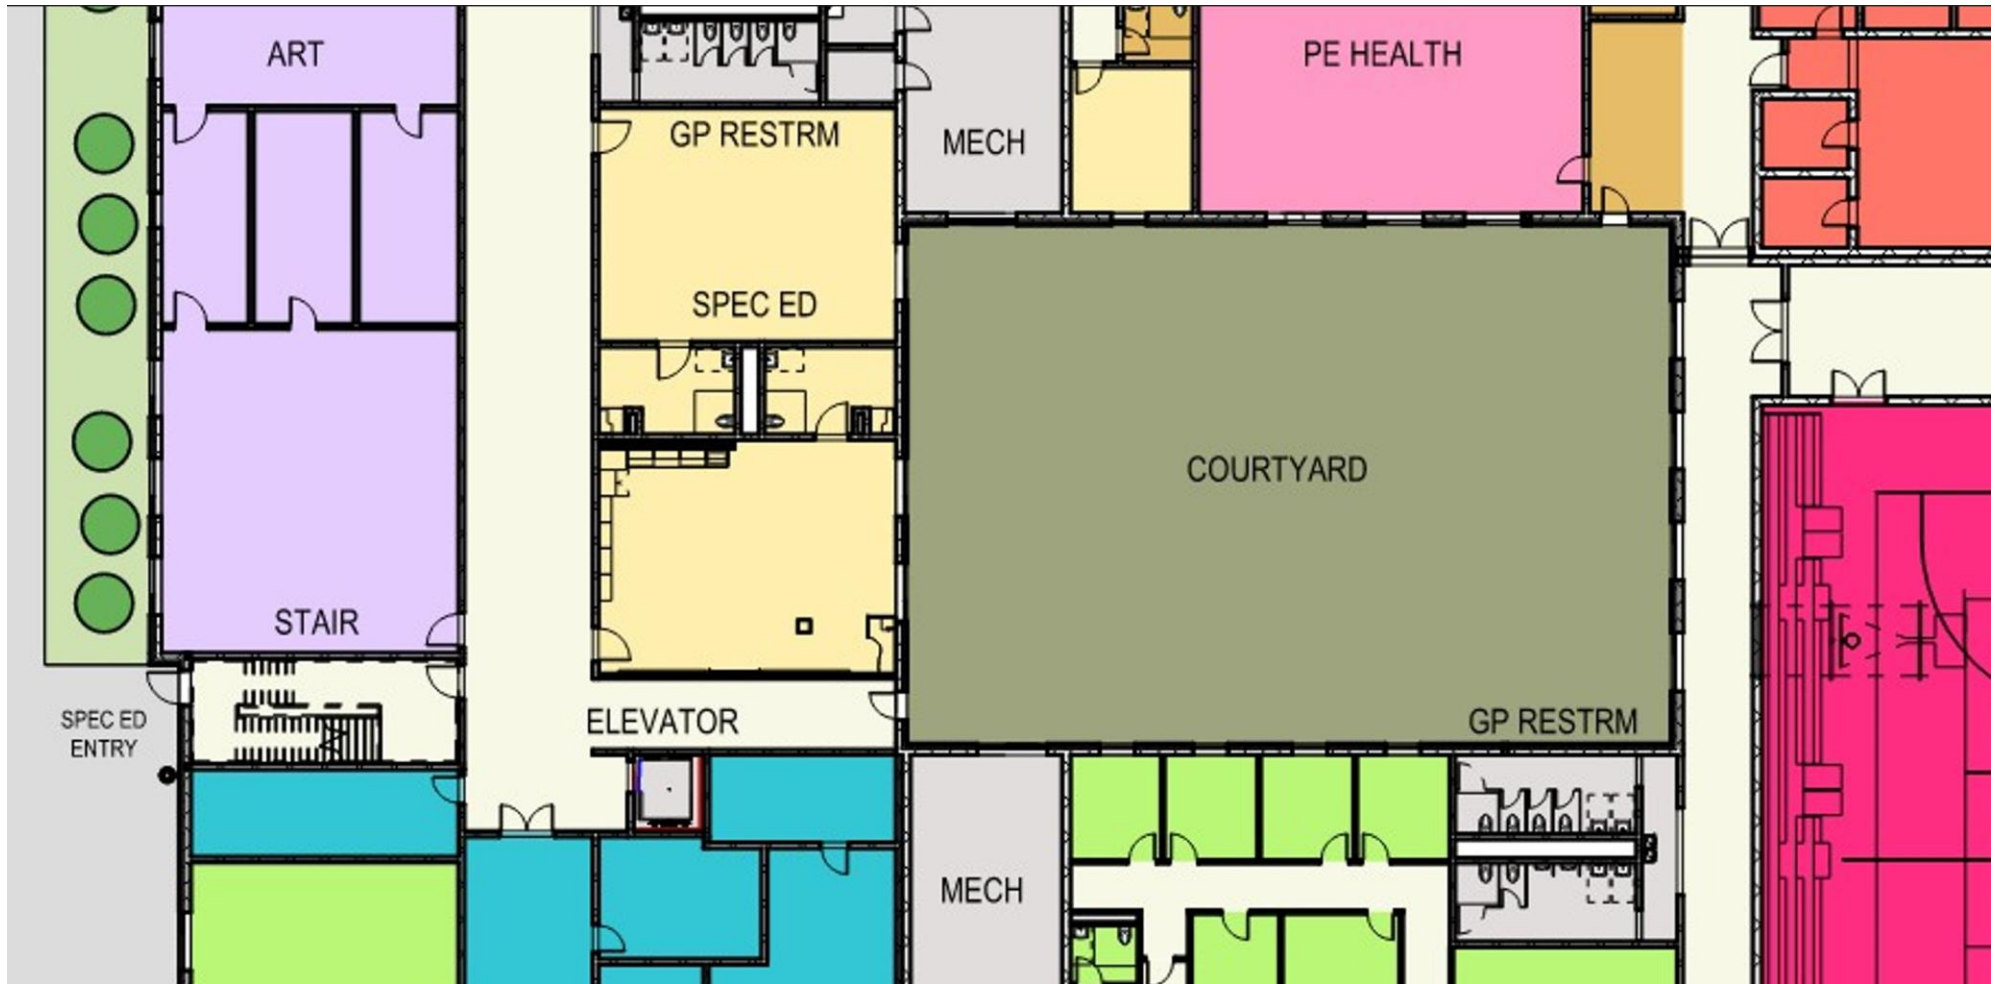 ART
PE HEALTH
GP RESTRM
MECH
SPEC ED
COURTYARD
STAIR
SPEC ED
ENTRY
ELEVATOR
GP RESTRM
MECH